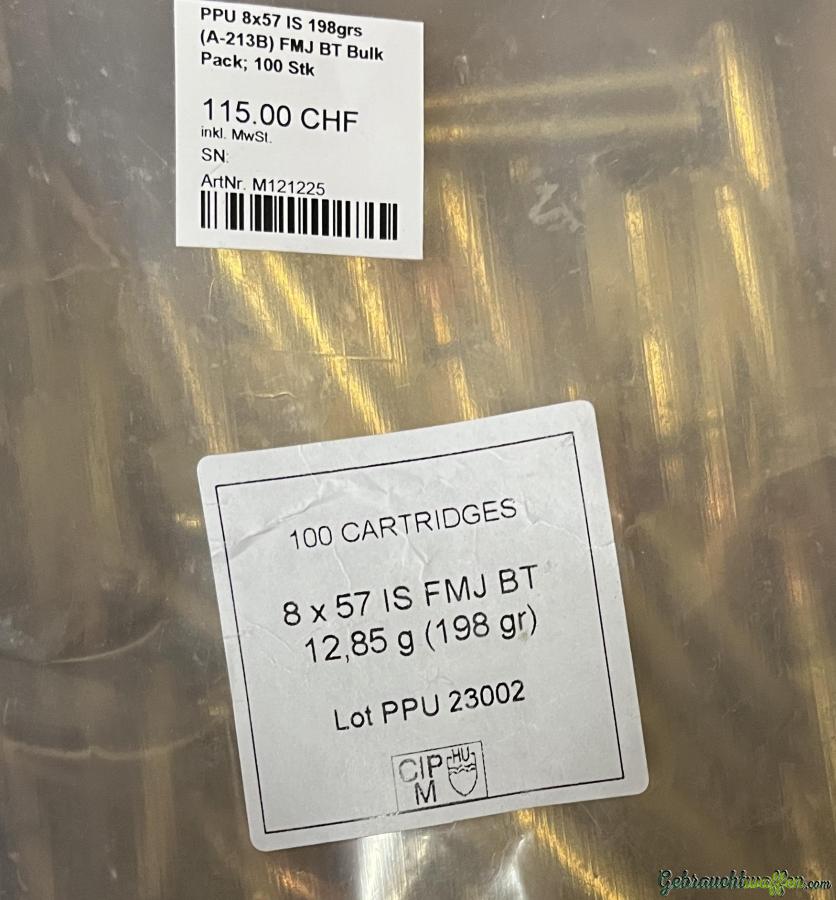 PPU 8x57 IS 198grs
(A-213B) FMJ BT Bulk
Pack; 100 Stk
115.00 CHF
inkl. MwSt.
SN:
ArtNr. M121225
100 CARTRIDGES
8 x 57 IS FMJ BT
12,85 g (198 gr)
Lot PPU 23002
CIP HU
M
Gebrauchtwaffen.com